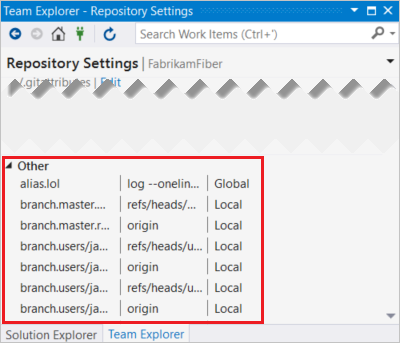 Team Explorer - Repository Settings
Search Work Items (Ctrl+')
Repository Settings | FabrikamFiber
.gitattributes | Edit
Other
alias.lol log --onelin... Global
branch.master.... refs/heads/... Local
branch.master.r... origin Local
branch.users/ja... refs/heads/u... Local
branch.users/ja... origin Local
branch.users/ja... refs/heads/u... Local
branch.users/ja... origin Local
Solution Explorer Team Explorer